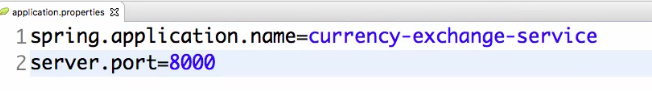 application.properties
1 spring.application.name=currency-exchange-service
2 server.port=8000